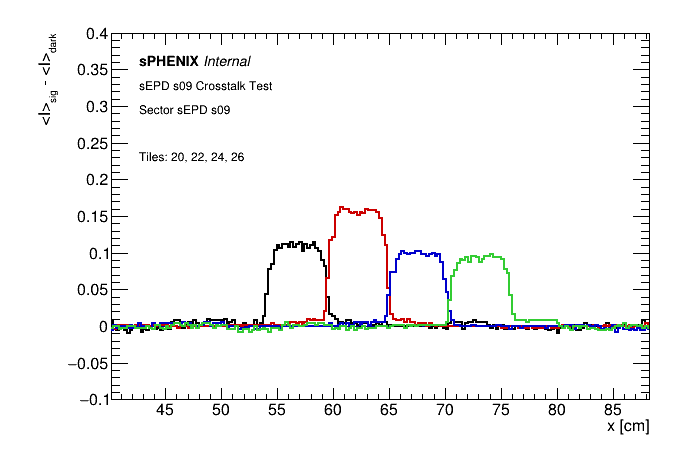 0.4
0.35
0.3
0.25
0.2
0.15
0.1
0.05
0
−0.05
−0.1
<I>sig - <I>dark
sPHENIX Internal
sEPD s09 Crosstalk Test
Sector sEPD s09
Tiles: 20, 22, 24, 26
45 50 55 60 65 70 75 80 85
x [cm]